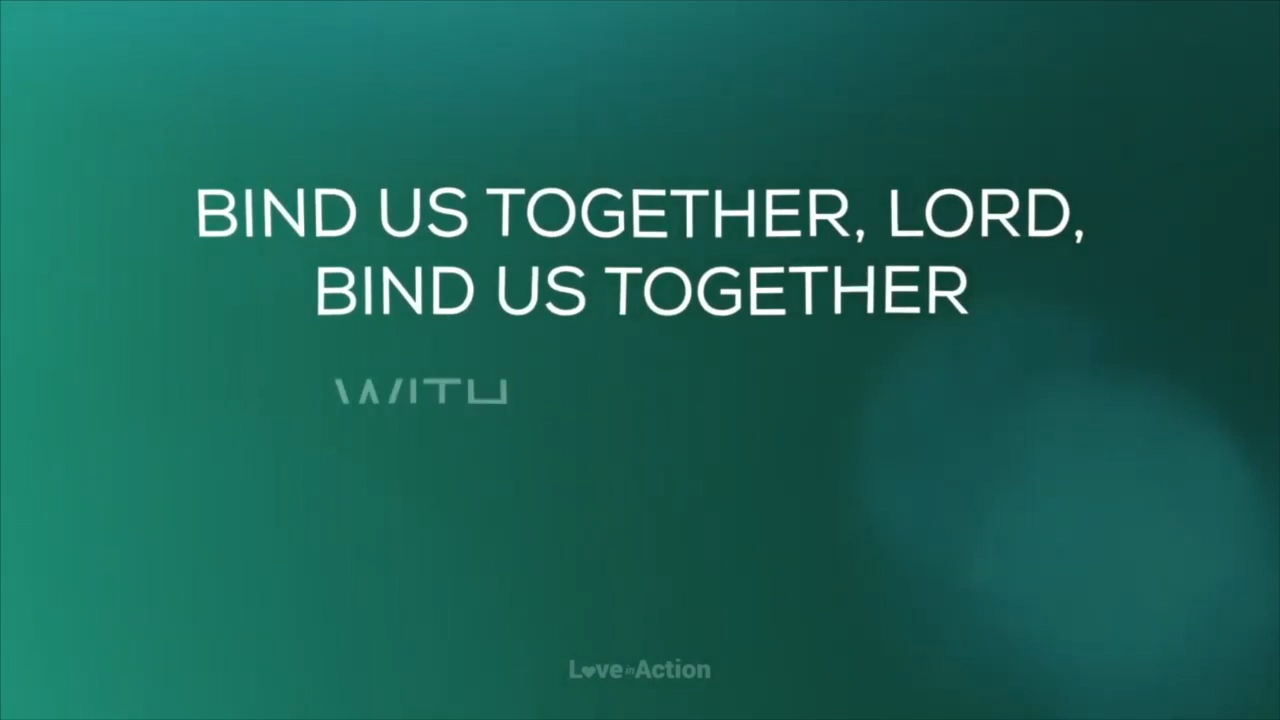 BIND US TOGETHER, LORD,
BIND US TOGETHER
WITH
Love in Action